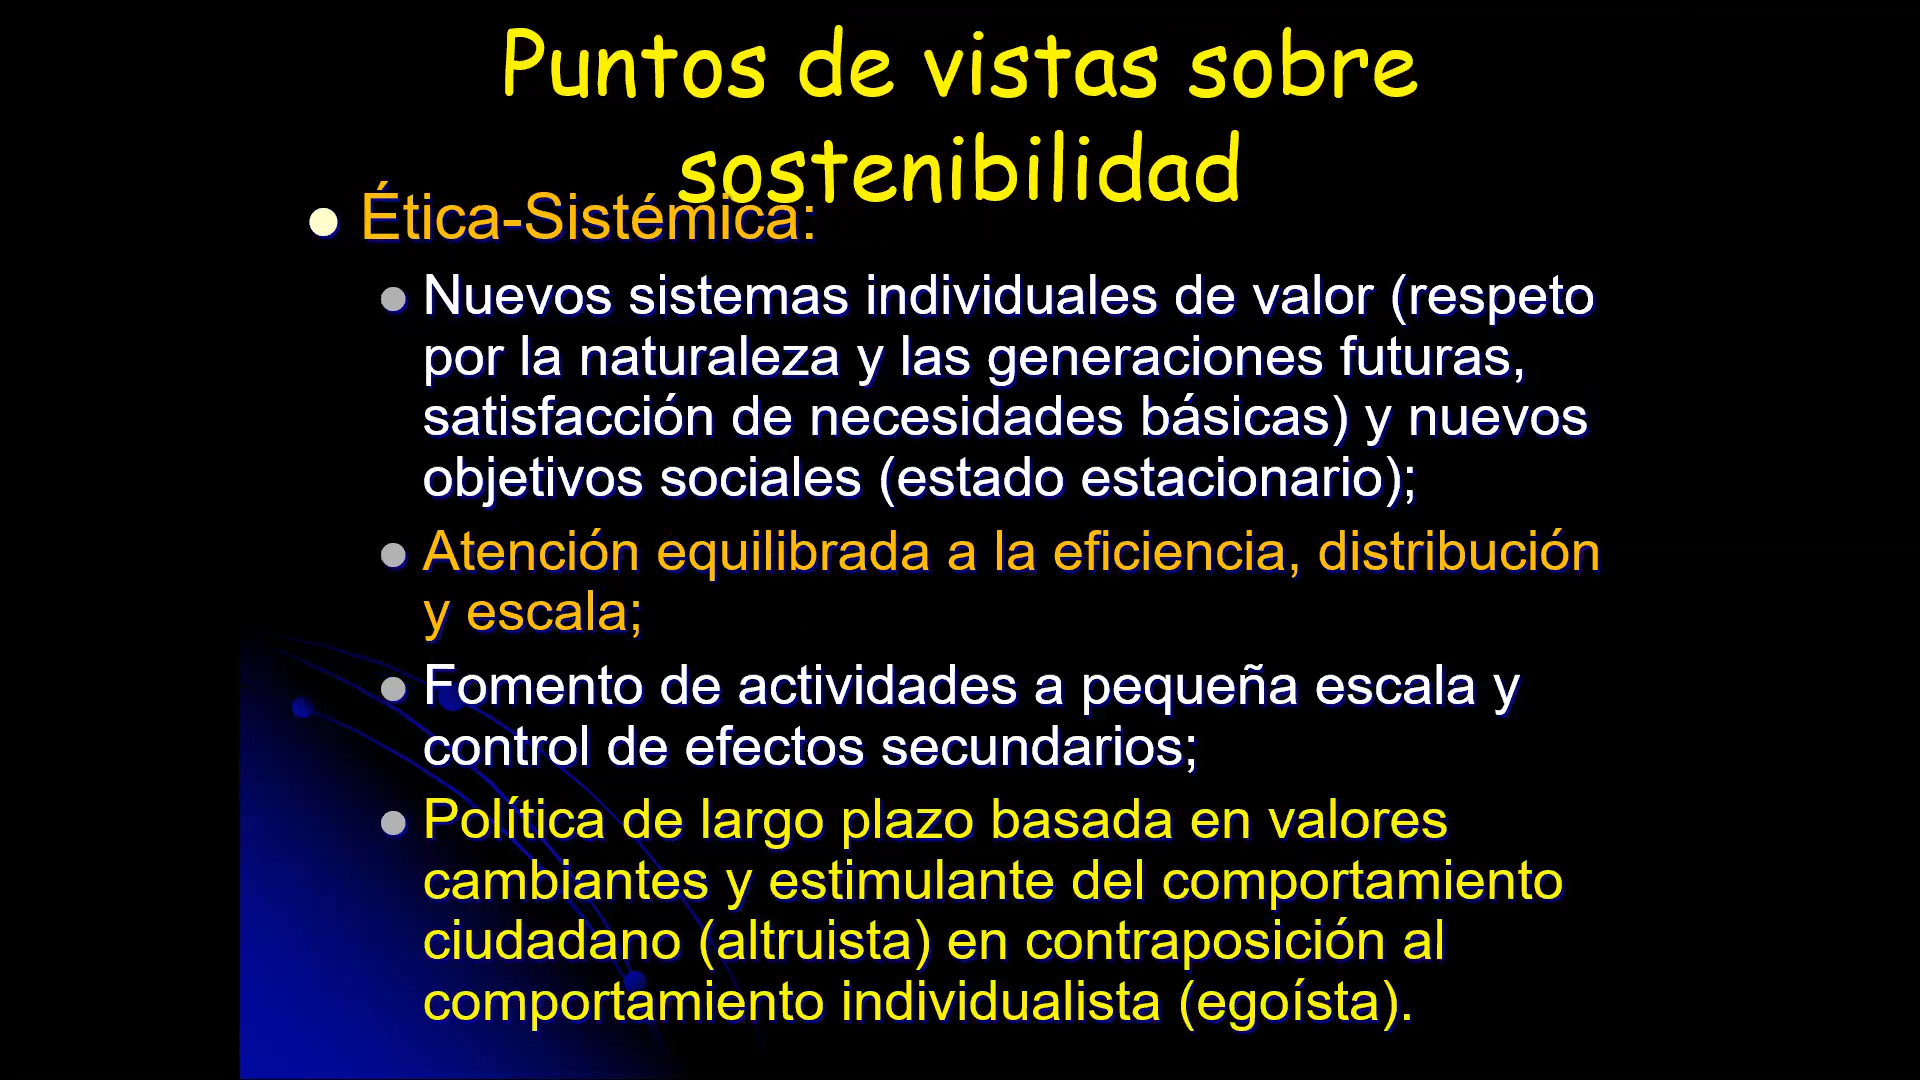 Puntos de vistas sobre
sostenibilidad
Ética-Sistémica:
Nuevos sistemas individuales de valor (respeto
por la naturaleza y las generaciones futuras,
satisfacción de necesidades básicas) y nuevos
objetivos sociales (estado estacionario);
Atención equilibrada a la eficiencia, distribución
y escala;
Fomento de actividades a pequeña escala y
control de efectos secundarios;
Política de largo plazo basada en valores
cambiantes y estimulante del comportamiento
ciudadano (altruista) en contraposición al
comportamiento individualista (egoísta).